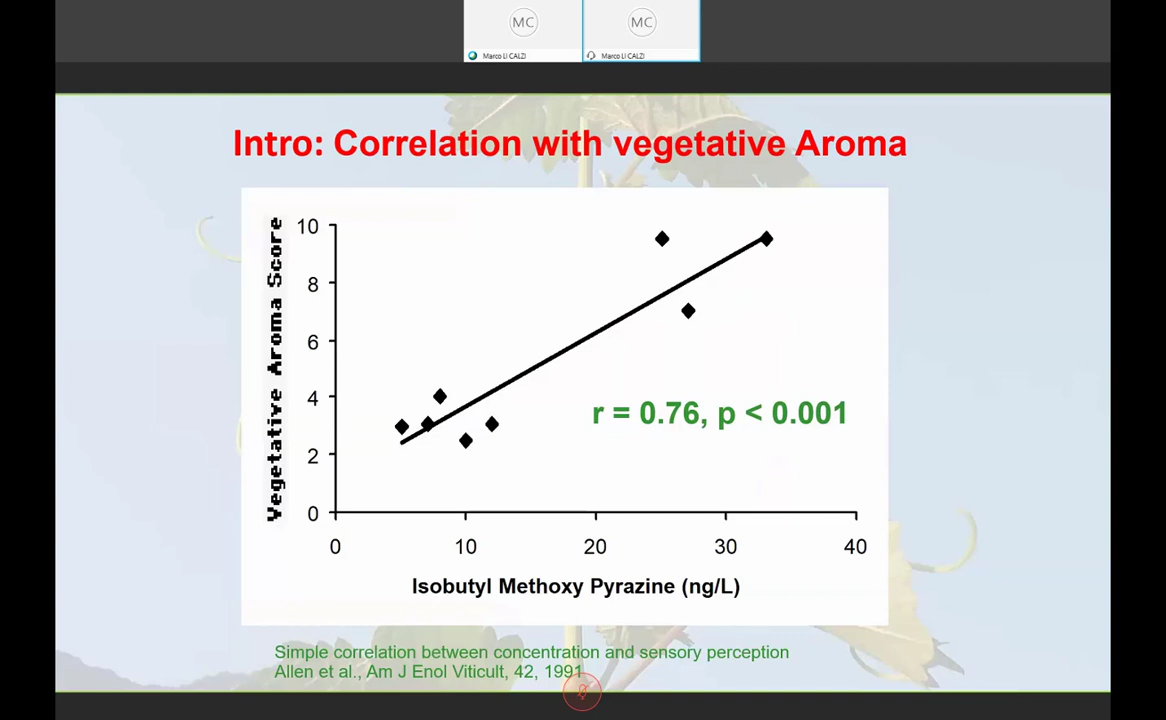 MC
MC
Marco LI CALZI
Marco LI CALZI
Intro: Correlation with vegetative Aroma
Vegetative Aroma Score
10
8
6
4
2
0
r = 0.76, p < 0.001
0
10
20
30
40
Isobutyl Methoxy Pyrazine (ng/L)
Simple correlation between concentration and sensory perception
Allen et al., Am J Enol Viticult, 42, 1991